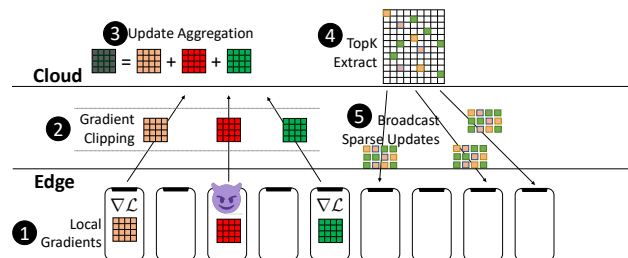 3 Update Aggregation
= + +
Cloud
4 TopK
Extract
2 Gradient
Clipping
5 Broadcast
Sparse Updates
Edge
∇ℒ
∇ℒ
1 Local
Gradients